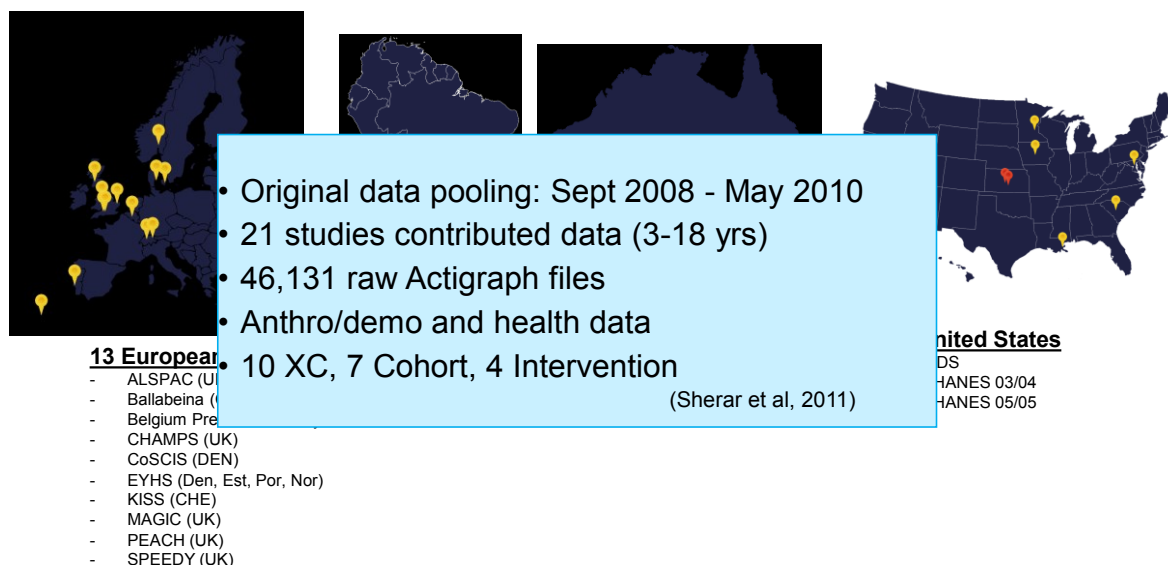 • Original data pooling: Sept 2008 - May 2010
• 21 studies contributed data (3-18 yrs)
• 46,131 raw Actigraph files
• Anthro/demo and health data
• 10 XC, 7 Cohort, 4 Intervention
(Sherar et al, 2011)
13 European
- ALSPAC (U
- Ballabeina (
- Belgium Pre
- CHAMPS (UK)
- CoSCIS (DEN)
- EYHS (Den, Est, Por, Nor)
- KISS (CHE)
- MAGIC (UK)
- PEACH (UK)
- SPEEDY (UK)
nited States
DS
HANES 03/04
HANES 05/05